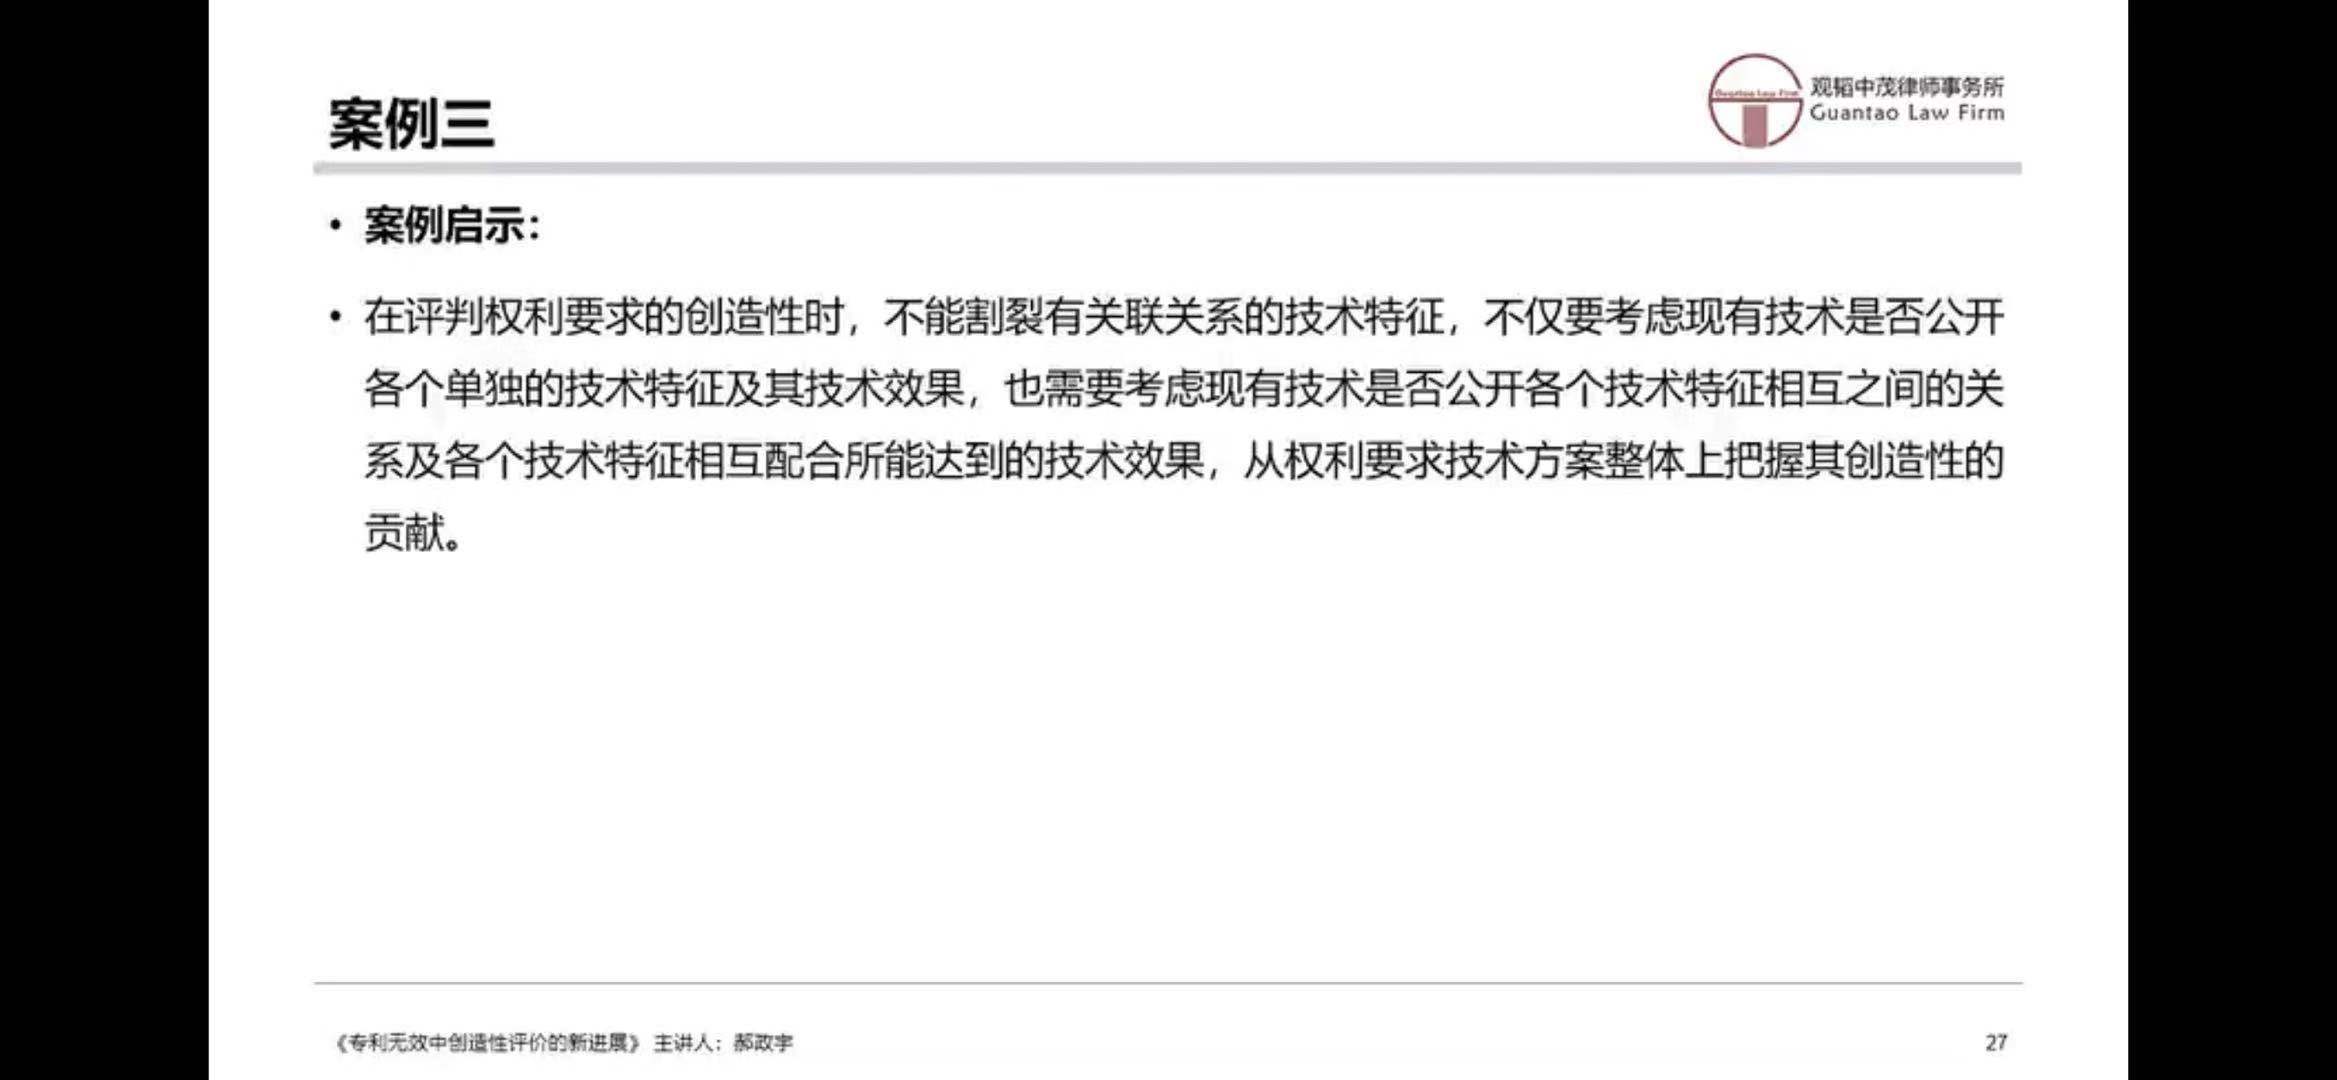 案例三
Guantao Law Firm
观韬中茂律师事务所
Guantao Law Firm
• 案例启示：
• 在评判权利要求的创造性时，不能割裂有关联关系的技术特征，不仅要考虑现有技术是否公开
各个单独的技术特征及其技术效果，也需要考虑现有技术是否公开各个技术特征相互之间的关
系及各个技术特征相互配合所能达到的技术效果，从权利要求技术方案整体上把握其创造性的
贡献。
《专利无效中创造性评价的新进展》 主讲人：郝政宇
27